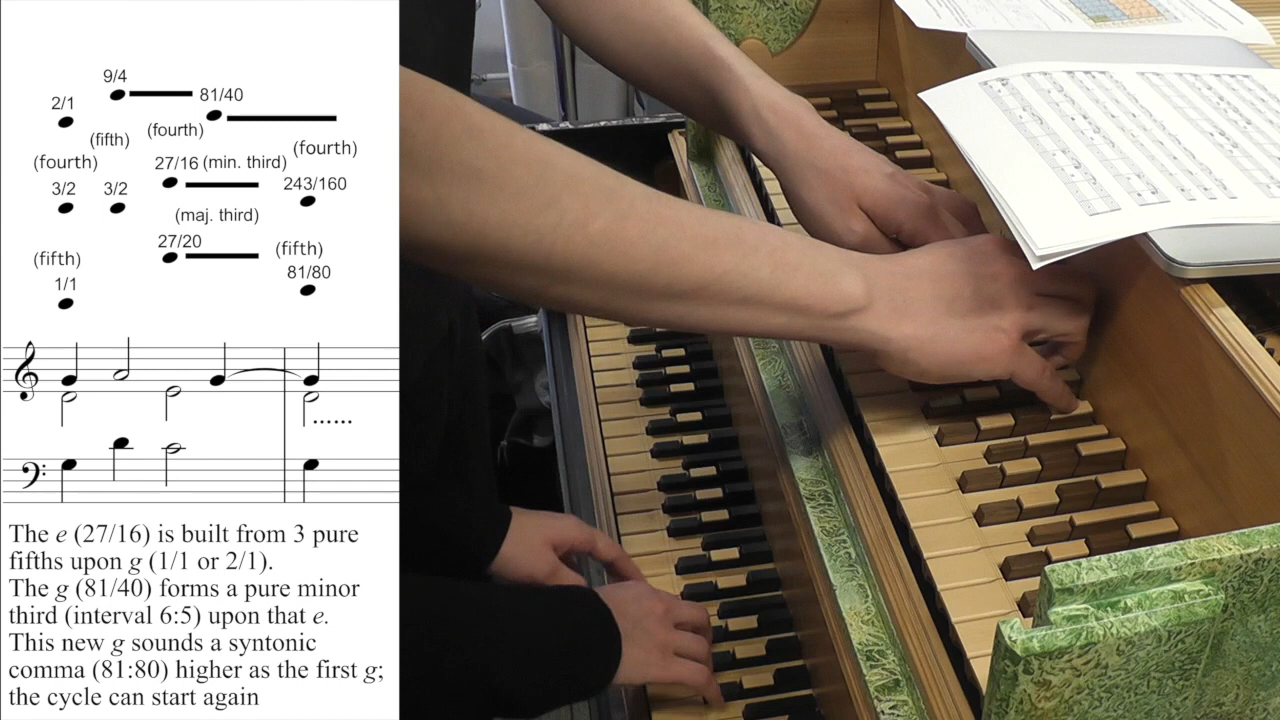 9/4
81/40
2/1
(fifth)
(fourth)
(fourth)
(fourth)
27/16 (min. third)
3/2
3/2
243/160
(maj. third)
27/20
(fifth)
(fifth)
1/1
81/80
......
The e (27/16) is built from 3 pure
fifths upon g (1/1 or 2/1).
The g (81/40) forms a pure minor
third (interval 6:5) upon that e.
This new g sounds a syntonic
comma (81:80) higher as the first g;
the cycle can start again